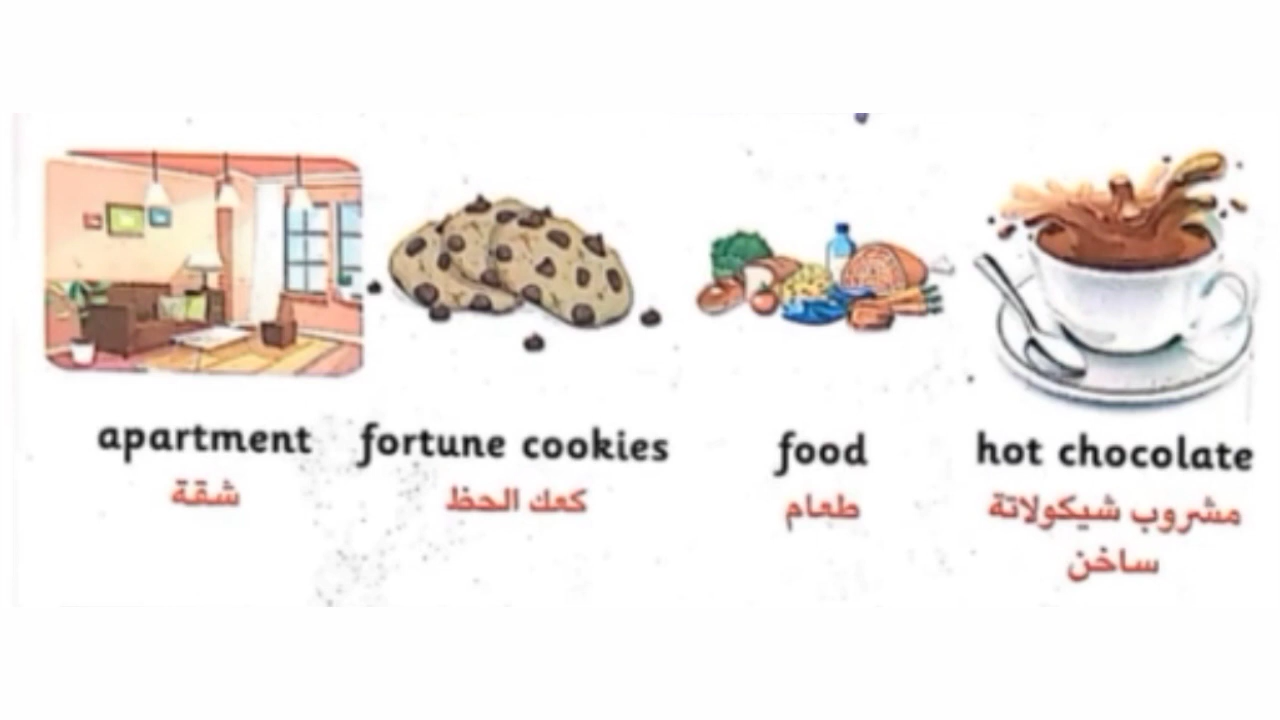 apartment
شقة
fortune cookies
كعك الحظ
food
طعام
hot chocolate
مشروب شيكولاتة
ساخن